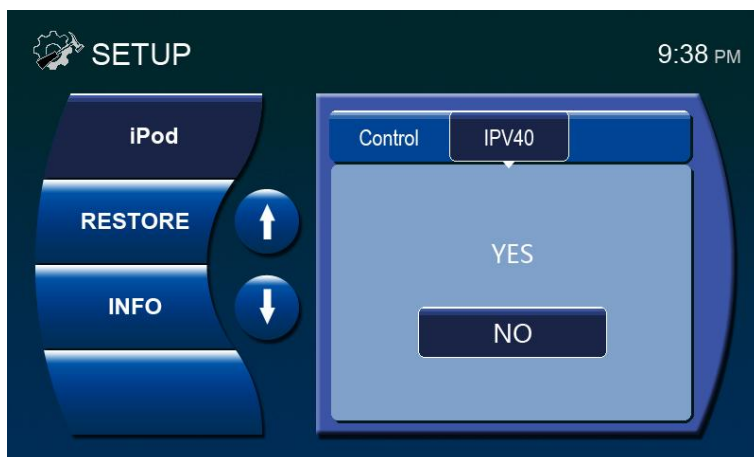 SETUP
9:38 PM
iPod
RESTORE
INFO
Control
IPV40
YES
NO